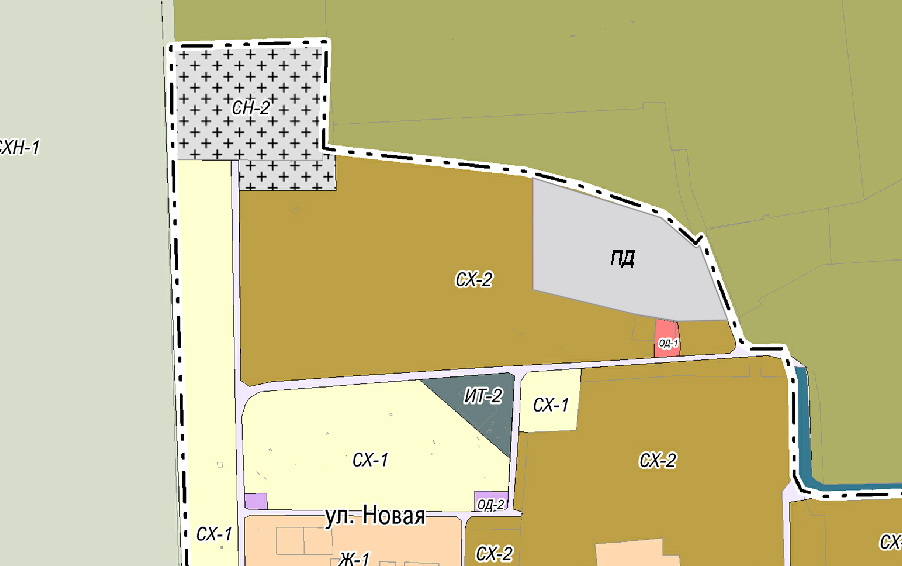 СН-2
СХН-1
ПД
СХ-2
ОД-1
ИТ-2
СХ-1
СХ-1
СХ-2
ОД-2
ул. Новая
СХ-1
СХ-2
СХ-
Ж-1